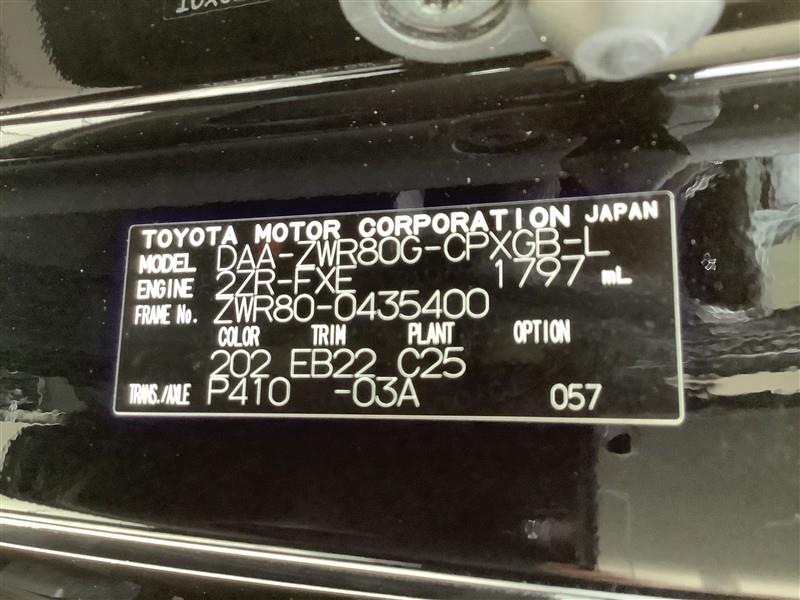 TOYOTA MOTOR CORPORATION JAPAN
MODEL DAA-ZWR80G-CPXGB-L
ENGINE 2ZR-FXE 1797 mL
FRAME No. ZWR80-0435400
COLOR TRIM PLANT OPTION
202 EB22 C25
TRANS./AXLE P410 -03A 057